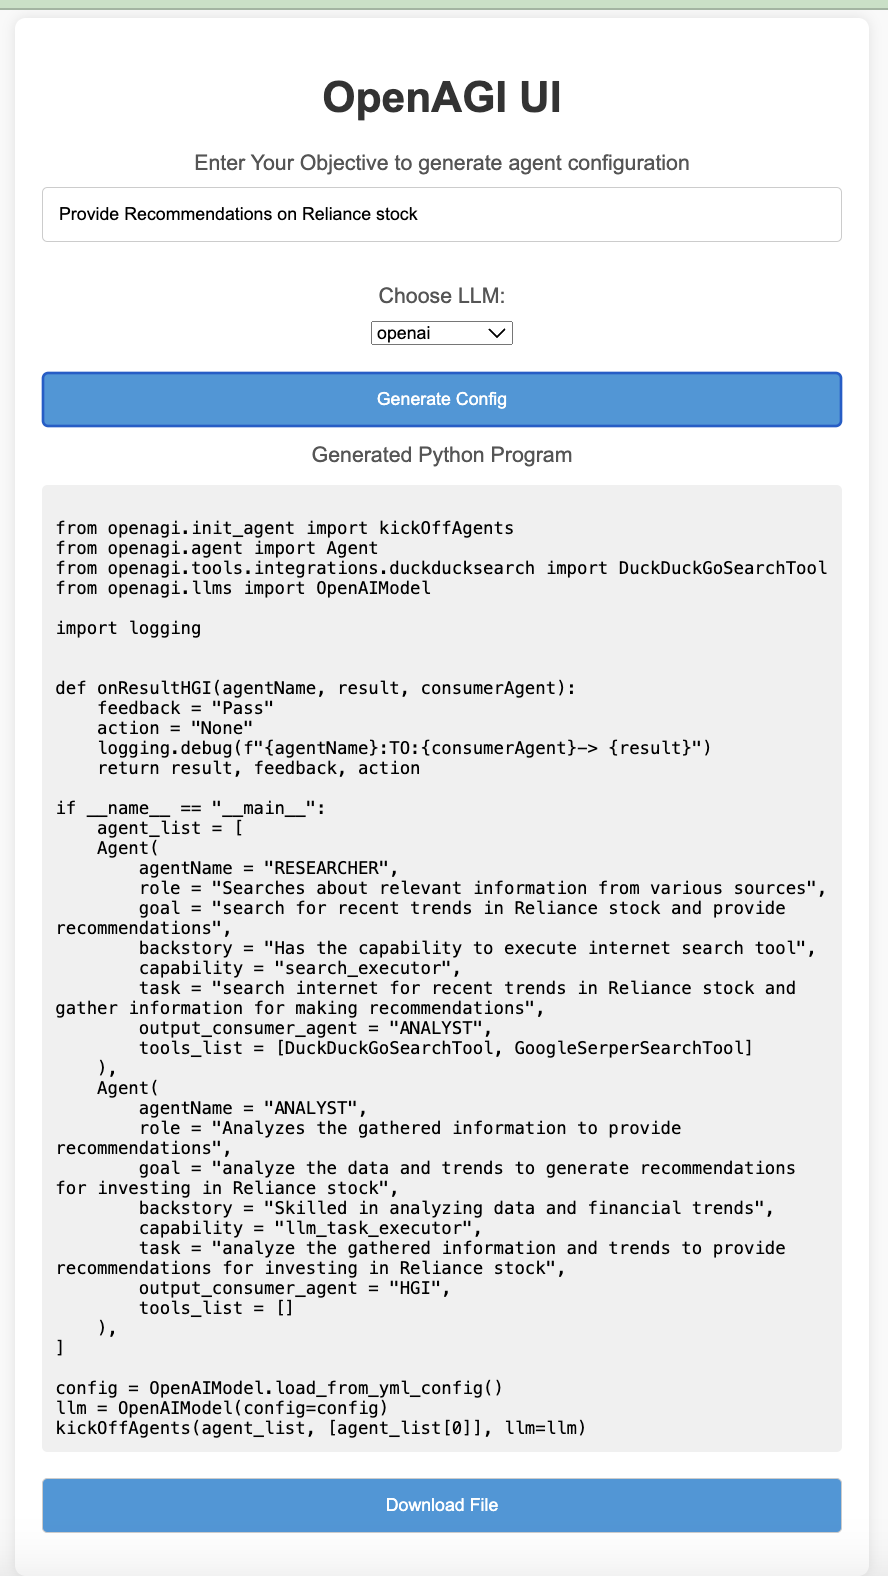 OpenAGI UI
Enter Your Objective to generate agent configuration
Provide Recommendations on Reliance stock
Choose LLM:
openai
Generate Config
Generated Python Program
from openagi.init_agent import kickOffAgents
from openagi.agent import Agent
from openagi.tools.integrations.duckducksearch import DuckDuckGoSearchTool
from openagi.llms import OpenAIModel

import logging


def onResultHGI(agentName, result, consumerAgent):
    feedback = "Pass"
    action = "None"
    logging.debug(f"{agentName}:TO:{consumerAgent}-> {result}")
    return result, feedback, action

if __name__ == "__main__":
    agent_list = [
    Agent(
        agentName = "RESEARCHER",
        role = "Searches about relevant information from various sources",
        goal = "search for recent trends in Reliance stock and provide
recommendations",
        backstory = "Has the capability to execute internet search tool",
        capability = "search_executor",
        task = "search internet for recent trends in Reliance stock and
gather information for making recommendations",
        output_consumer_agent = "ANALYST",
        tools_list = [DuckDuckGoSearchTool, GoogleSerperSearchTool]
    ),
    Agent(
        agentName = "ANALYST",
        role = "Analyzes the gathered information to provide
recommendations",
        goal = "analyze the data and trends to generate recommendations
for investing in Reliance stock",
        backstory = "Skilled in analyzing data and financial trends",
        capability = "llm_task_executor",
        task = "analyze the gathered information and trends to provide
recommendations for investing in Reliance stock",
        output_consumer_agent = "HGI",
        tools_list = []
    ),
]

config = OpenAIModel.load_from_yml_config()
llm = OpenAIModel(config=config)
kickOffAgents(agent_list, [agent_list[0]], llm=llm)
Download File